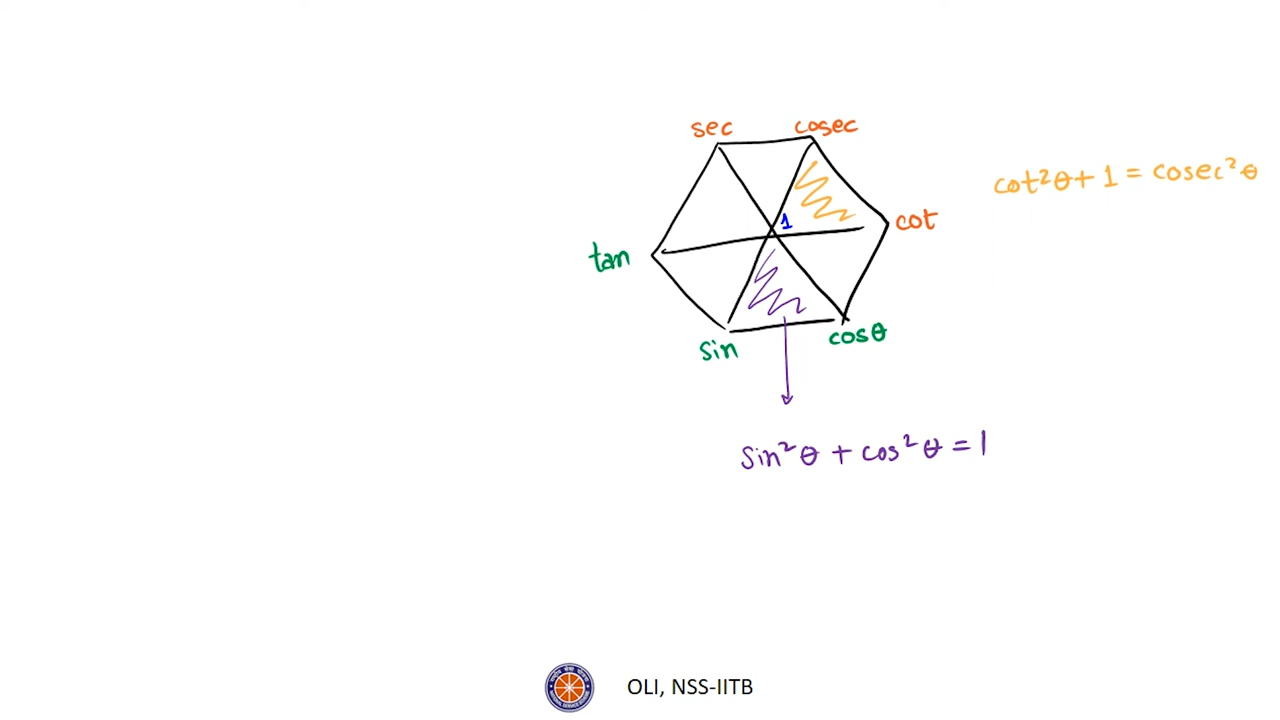 sec
cosec
cot²θ + 1 = cosec²θ
1
cot
tan
sin
cosθ
sin²θ + cos²θ = 1
OLI, NSS-IITB